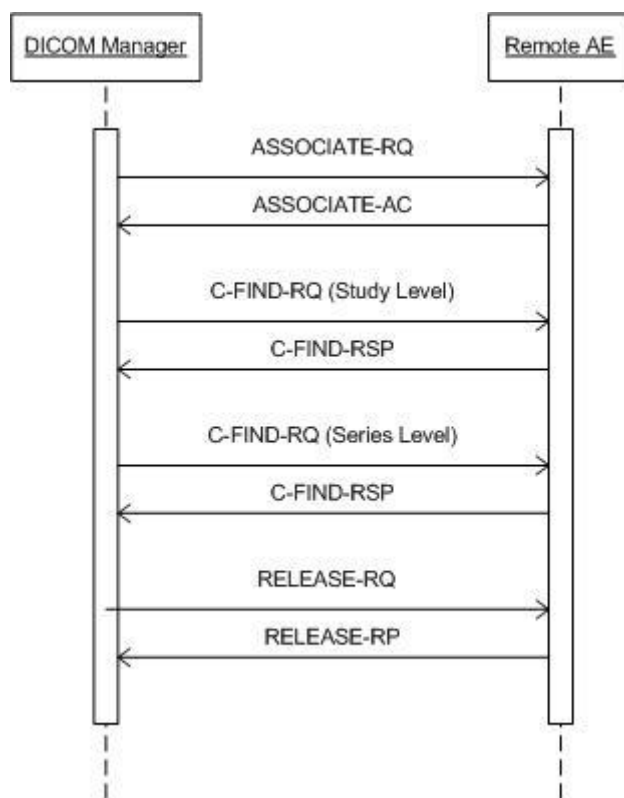 DICOM Manager
Remote AE
ASSOCIATE-RQ
ASSOCIATE-AC
C-FIND-RQ (Study Level)
C-FIND-RSP
C-FIND-RQ (Series Level)
C-FIND-RSP
RELEASE-RQ
RELEASE-RP